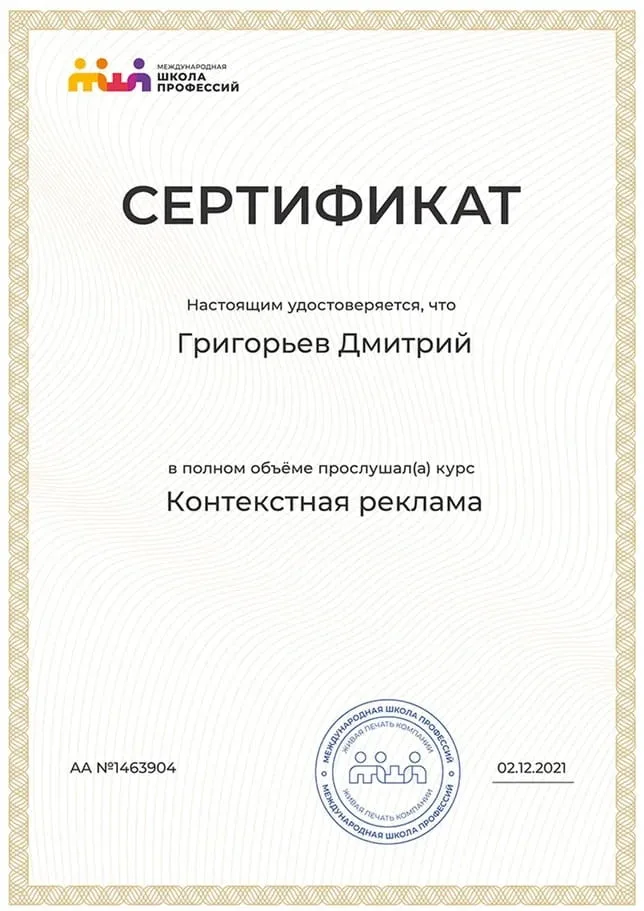 МЕЖДУНАРОДНАЯ
ШКОЛА
ПРОФЕССИЙ
СЕРТИФИКАТ
Настоящим удостоверяется, что
Григорьев Дмитрий
в полном объёме прослушал(а) курс
Контекстная реклама
АА №1463904
МЕЖДУНАРОДНАЯ ШКОЛА ПРОФЕССИЙ
ЖИВАЯ ПЕЧАТЬ КОМПАНИИ
ЖИВАЯ ПЕЧАТЬ КОМПАНИИ
МЕЖДУНАРОДНАЯ ШКОЛА ПРОФЕССИЙ
02.12.2021